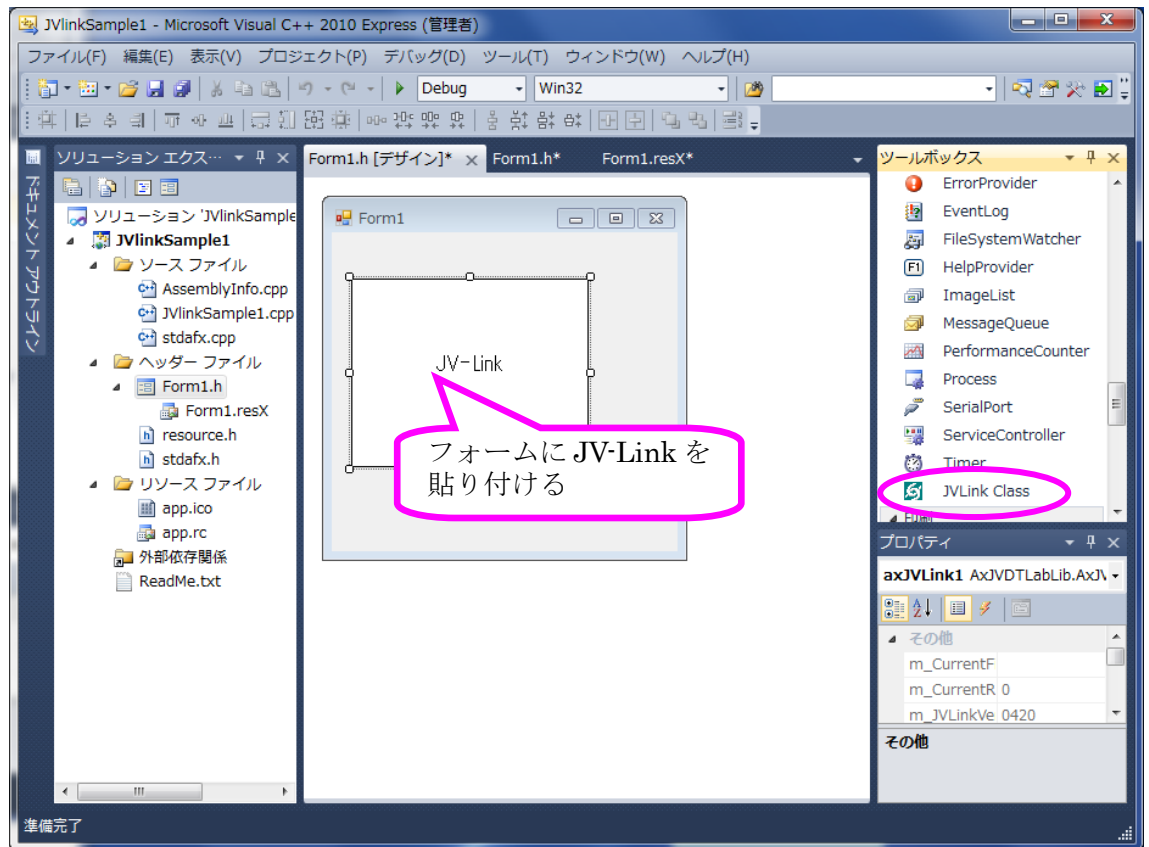 JVlinkSample1 - Microsoft Visual C++ 2010 Express (管理者)
ファイル(F) 編集(E) 表示(V) プロジェクト(P) デバッグ(D) ツール(T) ウィンドウ(W) ヘルプ(H)
Debug Win32
ドキュメント アウトライン
ソリューション エクス…
ソリューション 'JVlinkSample
JVlinkSample1
ソース ファイル
AssemblyInfo.cpp
JVlinkSample1.cpp
stdafx.cpp
ヘッダー ファイル
Form1.h
Form1.resX
resource.h
stdafx.h
リソース ファイル
app.ico
app.rc
外部依存関係
ReadMe.txt
Form1.h [デザイン]* Form1.h* Form1.resX*
Form1
JV-Link
フォームに JV-Link を
貼り付ける
ツールボックス
ErrorProvider
EventLog
FileSystemWatcher
HelpProvider
ImageList
MessageQueue
PerformanceCounter
Process
SerialPort
ServiceController
Timer
JVLink Class
印刷
プロパティ
axJVLink1 AxJVDTLabLib.AxJV
その他
m_CurrentF
m_CurrentR 0
m_JVLinkVe 0420
その他
準備完了